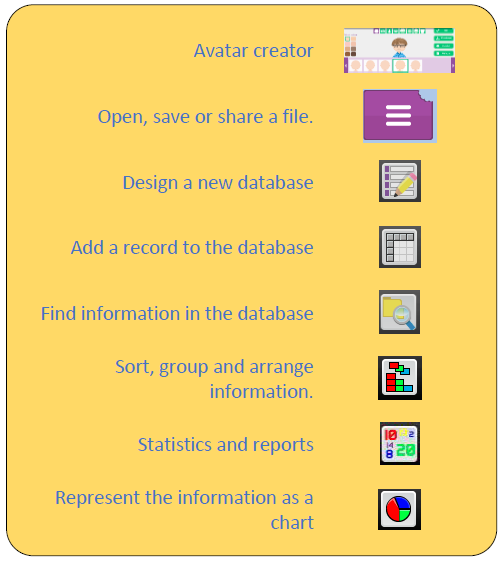 Avatar creator
Open, save or share a file.
Design a new database
Add a record to the database
Find information in the database
Sort, group and arrange
information.
Statistics and reports
Represent the information as a
chart